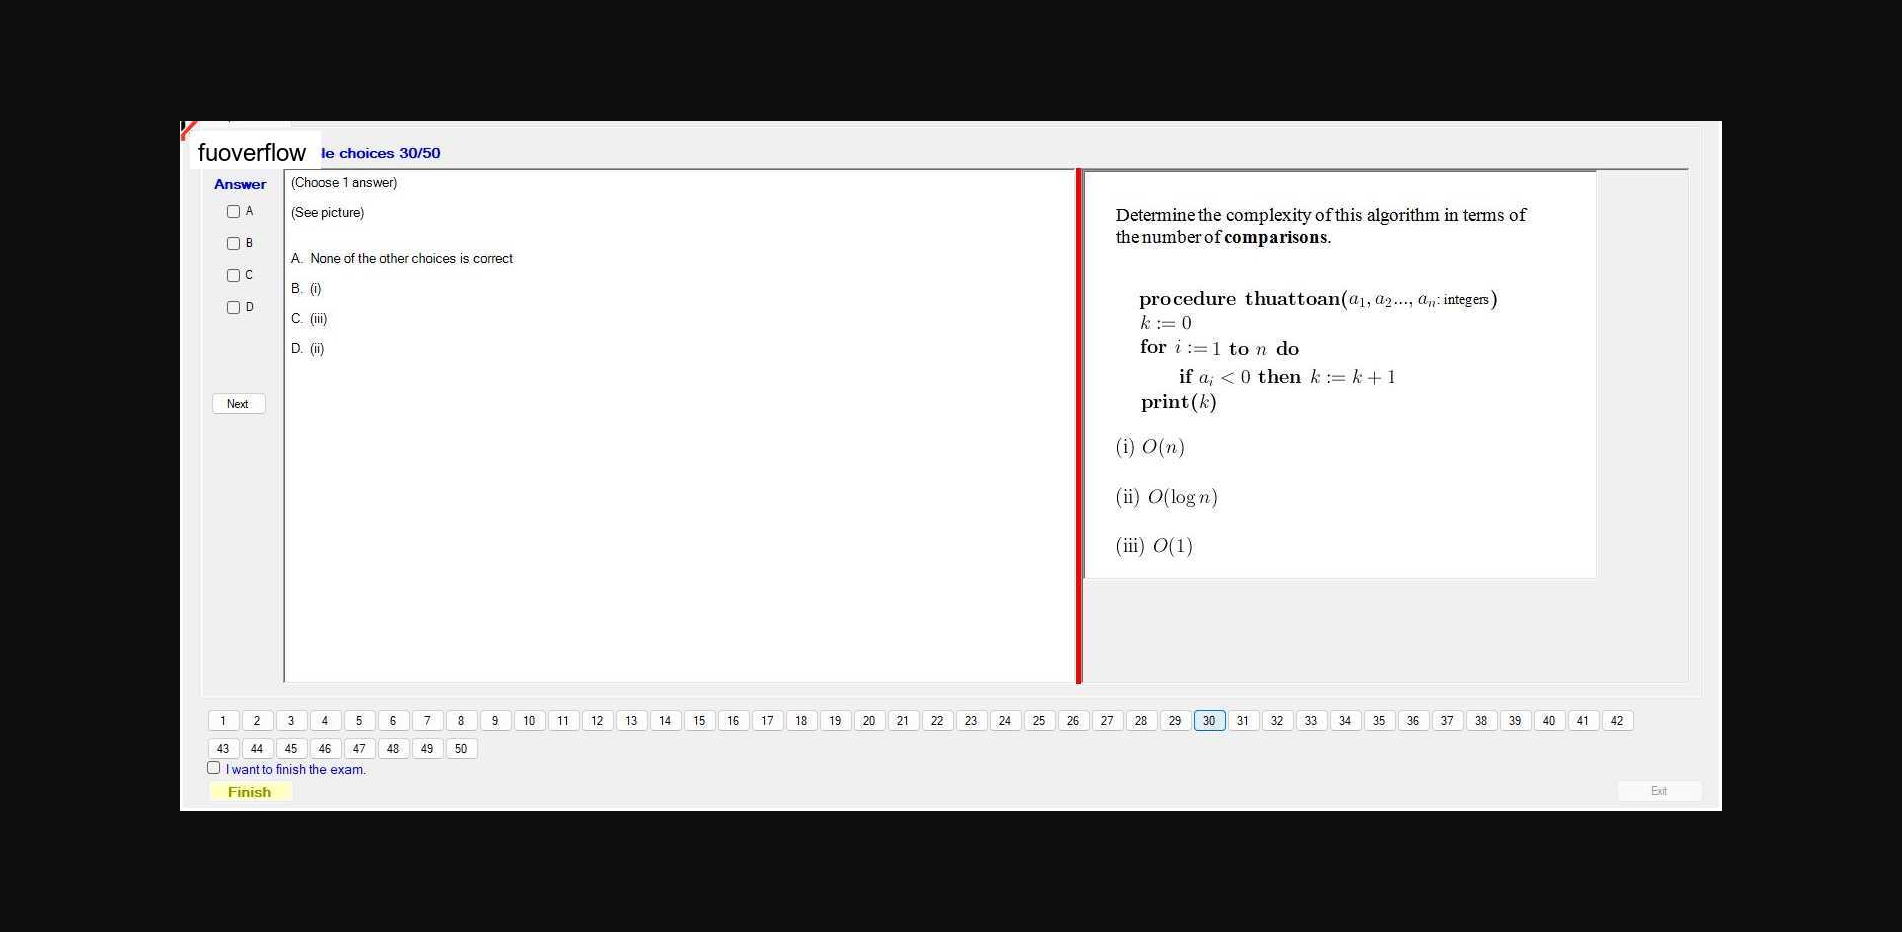 fuoverflow le choices 30/50
Answer
A
B
C
D
Next
(Choose 1 answer)
(See picture)
A. None of the other choices is correct
B. (i)
C. (iii)
D. (ii)
Determine the complexity of this algorithm in terms of
the number of comparisons.
procedure thuattoan(a₁, a₂..., aₙ: integers)
k := 0
for i := 1 to n do
if aᵢ < 0 then k := k + 1
print(k)
(i) O(n)
(ii) O(log n)
(iii) O(1)
1 2 3 4 5 6 7 8 9 10 11 12 13 14 15 16 17 18 19 20 21 22 23 24 25 26 27 28 29 30 31 32 33 34 35 36 37 38 39 40 41 42
43 44 45 46 47 48 49 50
I want to finish the exam.
Finish
Exit